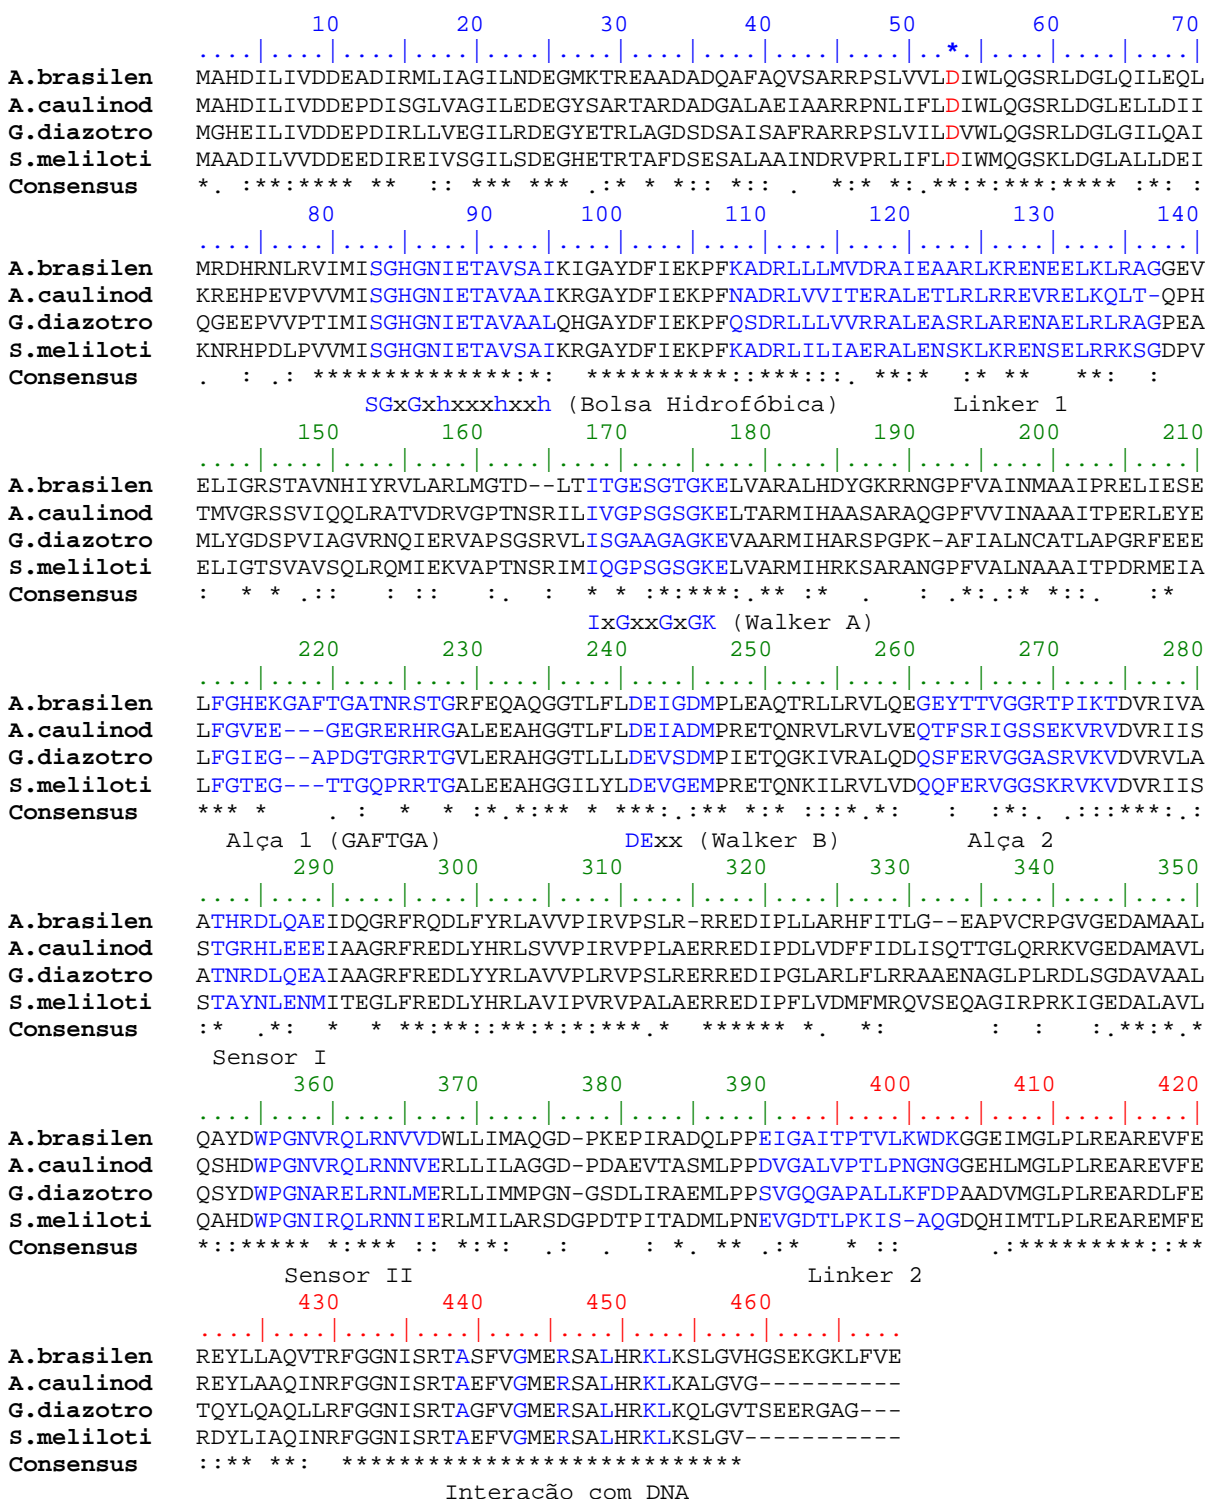 10 20 30 40 50 60 70
....|....|....|....|....|....|....|....|....|....|..*.|....|....|....|
A.brasilen MAHDILIVDDEADIRMLIAGILNDEGMKTREAADADQAFAQVSARRPSLVVLDIWLQGSRLDGLQILEQL
A.caulinod MAHDILIVDDEPDISGLVAGILEDEGYSARTARDADGALAEIAARRPNLIFLDIWLQGSRLDGLELLDII
G.diazotro MGHEILIVDDEPDIRLLVEGILRDEGYETRLAGDSDSAISAFRARRPSLVILDVWLQGSRLDGLGILQAI
S.meliloti MAADILVVDDEEDIREIVSGILSDEGHETRTAFDSESALAAINDRVPRLIFLDIWMQGSKLDGLALLDEI
Consensus *. :**:**** ** :: *** *** .:* * *:: *:: . *:* *:.**:*:***:**** :*: :
80 90 100 110 120 130 140
....|....|....|....|....|....|....|....|....|....|....|....|....|....|
A.brasilen MRDHRNLRVIMISGHGNIETAVSAIKIGAYDFIEKPFKADRLLLMVDRAIEAARLKRENEELKLRAGGEV
A.caulinod KREHPEVPVVMISGHGNIETAVAAIKRGAYDFIEKPFNADRLVVITERALETLRLRREVRELKQLT-QPH
G.diazotro QGEEPVVPTIMISGHGNIETAVAALQHGAYDFIEKPFQSDRLLLVVRRALEASRLARENAELRLRAGPEA
S.meliloti KNRHPDLPVVMISGHGNIETAVSAIKRGAYDFIEKPFKADRLILIAERALENSKLKRENSELRRKSGDPV
Consensus . : .: **************:*: **********::***:::. **:* :* ** **: :
SGxGxhxxxhxxh (Bolsa Hidrofóbica) Linker 1
150 160 170 180 190 200 210
....|....|....|....|....|....|....|....|....|....|....|....|....|....|
A.brasilen ELIGRSTAVNHIYRVLARLMGTD--LTITGESGTGKELVARALHDYGKRRNGPFVAINMAAIPRELIESE
A.caulinod TMVGRSSVIQQLRATVDRVGPTNSRILIVGPSGSGKELTARMIHAASARAQGPFVVINAAAITPERLEYE
G.diazotro MLYGDSPVIAGVRNQIERVAPSGSRVLISGAAGAGKEVAARMIHARSPGPK-AFIALNCATLAPGRFEEE
S.meliloti ELIGTSVAVSQLRQMIEKVAPTNSRIMIQGPSGSGKELVARMIHRKSARANGPFVALNAAAITPDRMEIA
Consensus : * * .:: : :: :. : * * :*:***:.** :* . : .*:.:* *::. :*
IxGxxGxGK (Walker A)
220 230 240 250 260 270 280
....|....|....|....|....|....|....|....|....|....|....|....|....|....|
A.brasilen LFGHEKGAFTGATNRSTGRFEQAQGGTLFLDEIGDMPLEAQTRLLRVLQEGEYTTVGGRTPIKTDVRIVA
A.caulinod LFGVEE---GEGRERHRGALEEAHGGTLFLDEIADMPRETQNRVLRVLVEQTFSRIGSSEKVRVDVRIIS
G.diazotro LFGIEG--APDGTGRRTGVLERAHGGTLLLDEVSDMPIETQGKIVRALQDQSFERVGGASRVKVDVRVLA
S.meliloti LFGTEG---TTGQPRRTGALEEAHGGILYLDEVGEMPRETQNKILRVLVDQQFERVGGSKRVKVDVRIIS
Consensus *** * . : * * :*.*:*** * ***:.:** *:* :::*.*: : :*:. .:::***:.:
Alça 1 (GAFTGA) DExx (Walker B) Alça 2
290 300 310 320 330 340 350
....|....|....|....|....|....|....|....|....|....|....|....|....|....|
A.brasilen ATHRDLQAEIDQGRFRQDLFYRLAVVPIRVPSLR-RREDIPLLARHFITLG--EAPVCRPGVGEDAMAAL
A.caulinod STGRHLEEEIAAGRFREDLYHRLSVVPIRVPPLAERREDIPDLVDFFIDLISQTTGLQRRKVGEDAMAVL
G.diazotro ATNRDLQEAIAAGRFREDLYYRLAVVPLRVPSLRERREDIPGLARLFLRRAAENAGLPLRDLSGDAVAAL
S.meliloti STAYNLENMITEGLFREDLYHRLAVIPVRVPALAERREDIPFLVDMFMRQVSEQAGIRPRKIGEDALAVL
Consensus :* .*: * * **:**::**:*:*:***.* ****** *. *: : : :.**:*.*
Sensor I
360 370 380 390 400 410 420
....|....|....|....|....|....|....|....|....|....|....|....|....|....|
A.brasilen QAYDWPGNVRQLRNVVDWLLIMAQGD-PKEPIRADQLPPEIGAITPTVLKWDKGGEIMGLPLREAREVFE
A.caulinod QSHDWPGNVRQLRNNVERLLILAGGD-PDAEVTASMLPPDVGALVPTLPNGNGGEHLMGLPLREAREVFE
G.diazotro QSYDWPGNARELRNLMERLLIMMPGN-GSDLIRAEMLPPSVGQGAPALLKFDPAADVMGLPLREARDLFE
S.meliloti QAHDWPGNIRQLRNNIERLMILARSDGPDTPITADMLPNEVGDTLPKIS-AQGDQHIMTLPLREAREMFE
Consensus *::***** *:*** :: *:*: .: . : *. ** .:* * :: .:*********::**
Sensor II Linker 2
430 440 450 460
....|....|....|....|....|....|....|....|....|....
A.brasilen REYLLAQVTRFGGNISRTASFVGMERSALHRKLKSLGVHGSEKGKLFVE
A.caulinod REYLAAQINRFGGNISRTAEFVGMERSALHRKLKALGVG----------
G.diazotro TQYLQAQLLRFGGNISRTAGFVGMERSALHRKLKQLGVTSEERGAG---
S.meliloti RDYLIAQINRFGGNISRTAEFVGMERSALHRKLKSLGV-----------
Consensus ::** **: ****************************
Interação com DNA